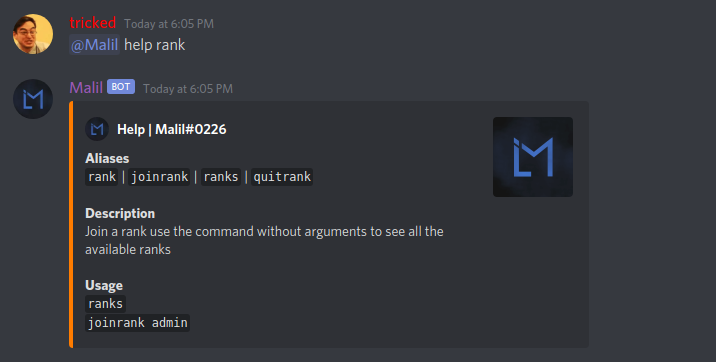 tricked Today at 6:05 PM
@Malil help rank
Malil BOT Today at 6:05 PM
Help | Malil#0226
Aliases
rank | joinrank | ranks | quitrank
Description
Join a rank use the command without arguments to see all the
available ranks
Usage
ranks
joinrank admin